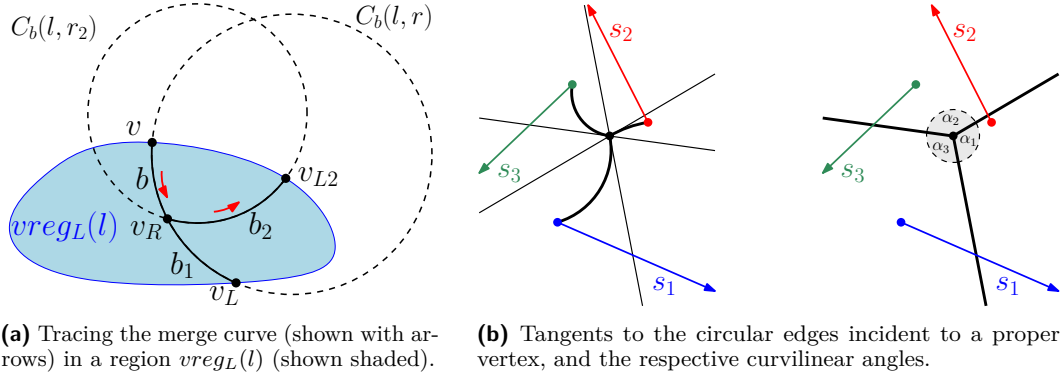 C_b(l, r_2)
C_b(l, r)
v
b
v_{L2}
vreg_L(l)
v_R
b_2
b_1
v_L
s_2
s_3
s_1
s_2
α_2
α_1
α_3
s_3
s_1
(a) Tracing the merge curve (shown with ar-
rows) in a region vreg_L(l) (shown shaded).
(b) Tangents to the circular edges incident to a proper
vertex, and the respective curvilinear angles.